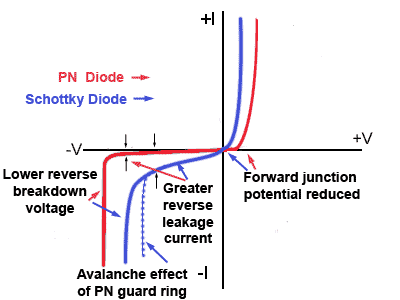 +I
PN Diode
Schottky Diode
-V
+V
Lower reverse
breakdown
voltage
Greater
reverse
leakage
current
Forward junction
potential reduced
Avalanche effect
of PN guard ring
-I